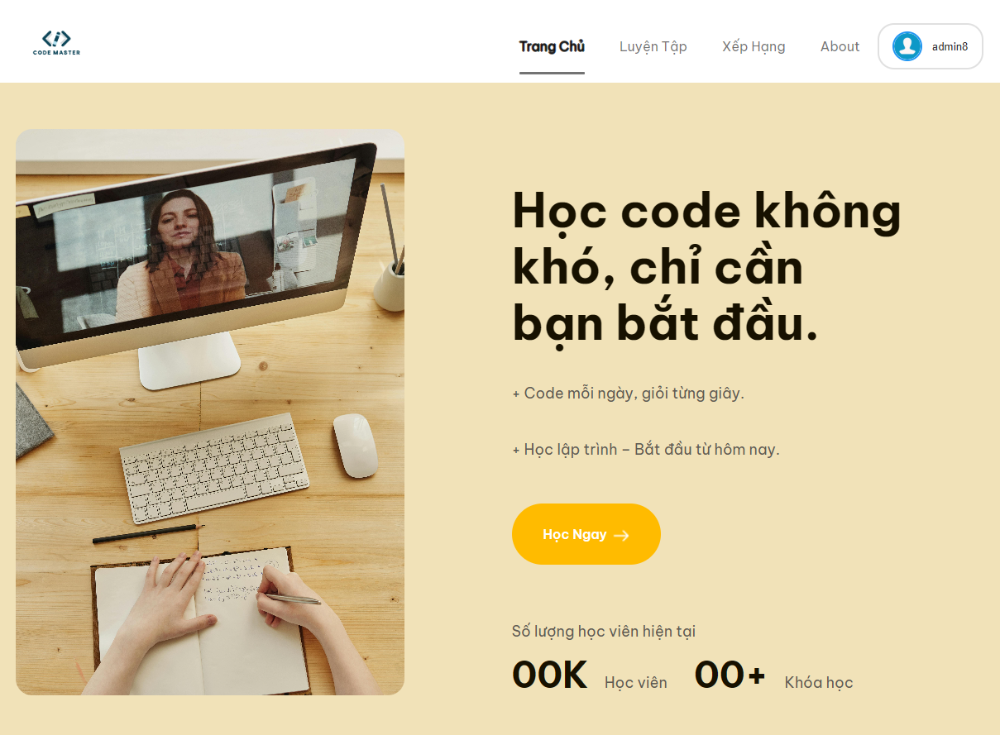 CODE MASTER
Trang Chủ
Luyện Tập
Xếp Hạng
About
admin8
Học code không
khó, chỉ cần
bạn bắt đầu.
+ Code mỗi ngày, giỏi từng giây.
+ Học lập trình – Bắt đầu từ hôm nay.
Học Ngay →
Số lượng học viên hiện tại
00K Học viên 00+ Khóa học